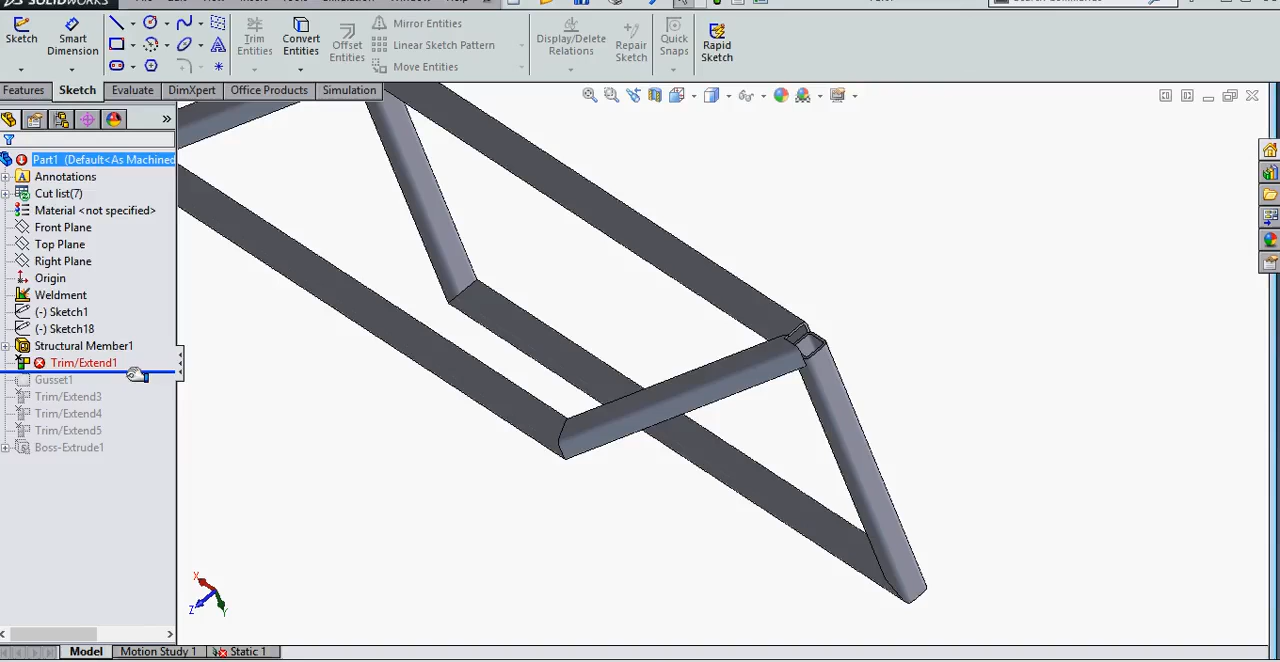 SOLIDWORKS
Sketch
Smart Dimension
Trim Entities
Convert Entities
Offset Entities
Mirror Entities
Linear Sketch Pattern
Move Entities
Display/Delete Relations
Repair Sketch
Quick Snaps
Rapid Sketch
Features
Sketch
Evaluate
DimXpert
Office Products
Simulation
»
Part1 (Default<As Machined
Annotations
Cut list(7)
Material <not specified>
Front Plane
Top Plane
Right Plane
Origin
Weldment
(-) Sketch1
(-) Sketch18
Structural Member1
Trim/Extend1
Gusset1
Trim/Extend3
Trim/Extend4
Trim/Extend5
Boss-Extrude1
X
Z
Y
Model
Motion Study 1
Static 1